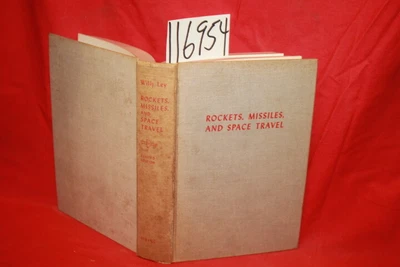 116954
Willy Ley
ROCKETS,
MISSILES,
AND
SPACE
TRAVEL
ROCKETS, MISSILES,
AND SPACE TRAVEL